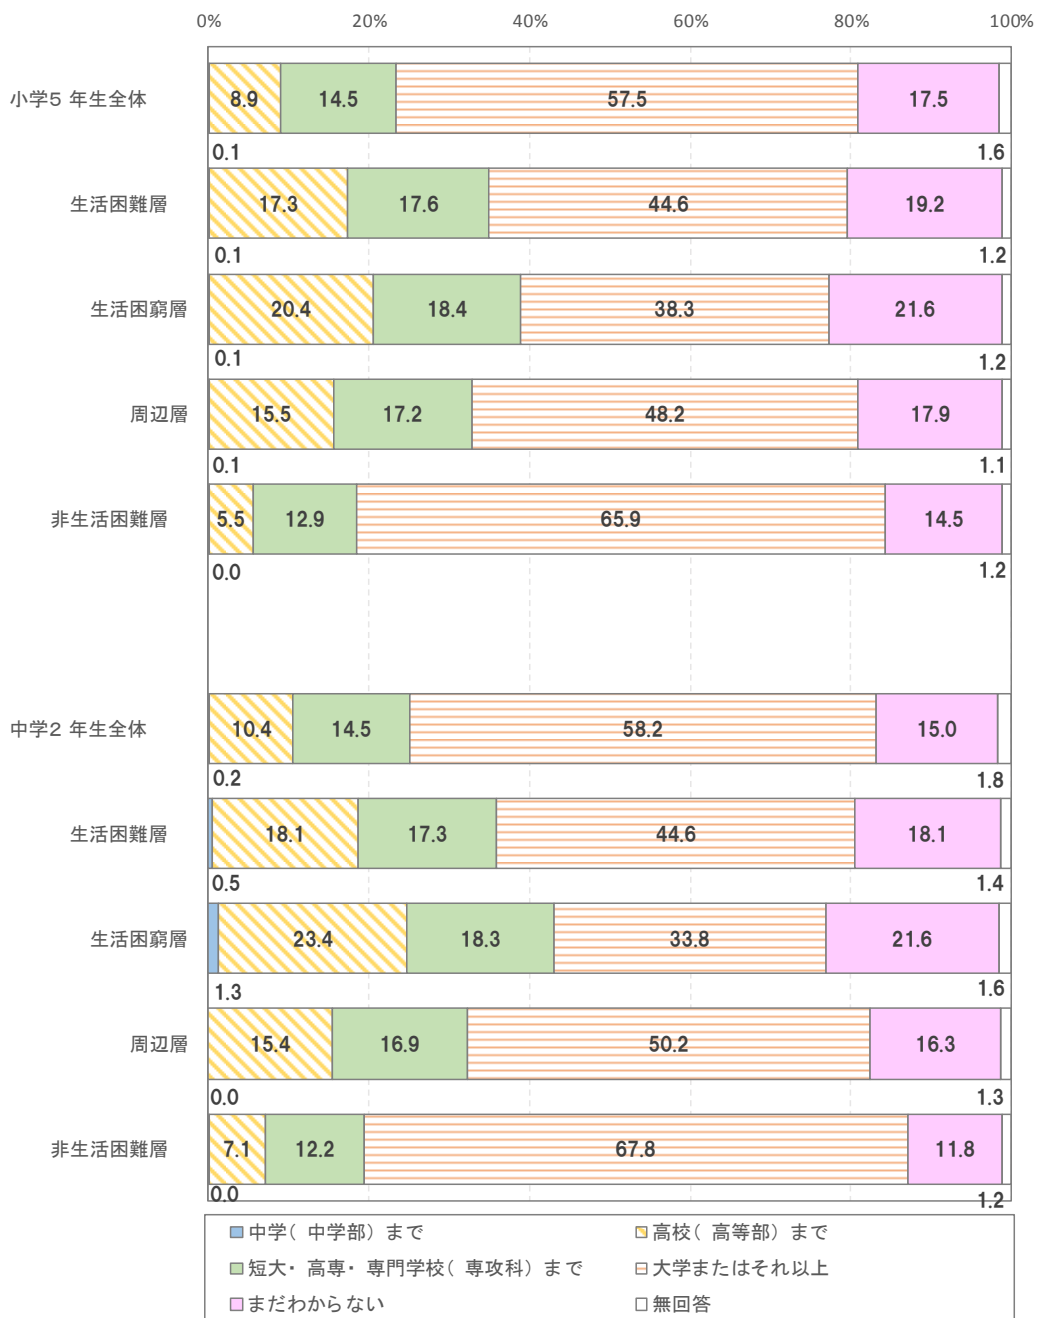 0% 20% 40% 60% 80% 100%
小学5 年生全体 8.9 14.5 57.5 17.5
0.1 1.6
生活困難層 17.3 17.6 44.6 19.2
0.1 1.2
生活困窮層 20.4 18.4 38.3 21.6
0.1 1.2
周辺層 15.5 17.2 48.2 17.9
0.1 1.1
非生活困難層 5.5 12.9 65.9 14.5
0.0 1.2
中学2 年生全体 10.4 14.5 58.2 15.0
0.2 1.8
生活困難層 18.1 17.3 44.6 18.1
0.5 1.4
生活困窮層 23.4 18.3 33.8 21.6
1.3 1.6
周辺層 15.4 16.9 50.2 16.3
0.0 1.3
非生活困難層 7.1 12.2 67.8 11.8
0.0 1.2
中学( 中学部) まで 高校( 高等部) まで
短大・ 高専・ 専門学校( 専攻科) まで 大学またはそれ以上
まだわからない 無回答